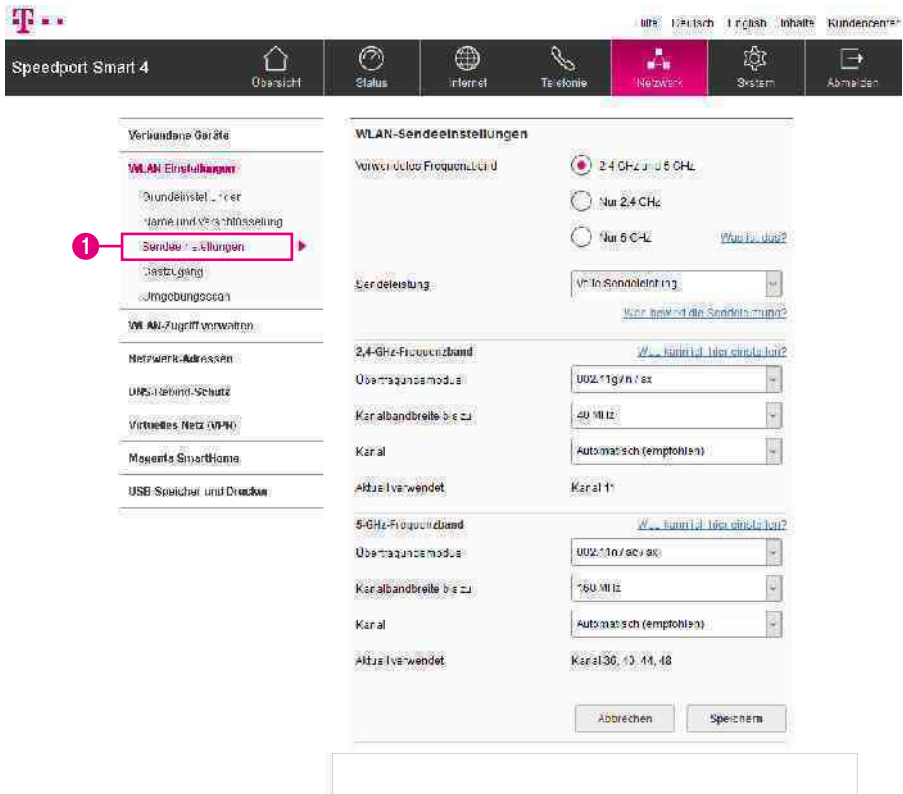 T
Hilfe Deutsch English Inhalte Kundencenter
Speedport Smart 4
Übersicht
Status
Internet
Telefonie
Netzwerk
System
Abmelden
Verbundene Geräte
WLAN Einstellungen
Grundeinstellungen
Name und Verschlüsselung
1
Sendeeinstellungen
Gastzugang
Umgebungsscan
WLAN-Zugriff verwalten
Netzwerk-Adressen
DNS-Rebind-Schutz
Virtuelles Netz (VPN)
Magenta SmartHome
USB-Speicher und Drucker
WLAN-Sendeeinstellungen
Verwendetes Frequenzband
2,4 GHz und 5 GHz
Nur 2,4 GHz
Nur 5 GHz
Was ist das?
Sendeleistung
Volle Sendeleistung
Was bewirkt die Sendeleistung?
2,4-GHz-Frequenzband
Was kann ich hier einstellen?
Übertragungsmodus
802.11g / n / ax
Kanalbandbreite bis zu
40 MHz
Kanal
Automatisch (empfohlen)
Aktuell verwendet
Kanal 11
5-GHz-Frequenzband
Was kann ich hier einstellen?
Übertragungsmodus
802.11n / ac / ax
Kanalbandbreite bis zu
160 MHz
Kanal
Automatisch (empfohlen)
Aktuell verwendet
Kanal 36, 40, 44, 48
Abbrechen
Speichern